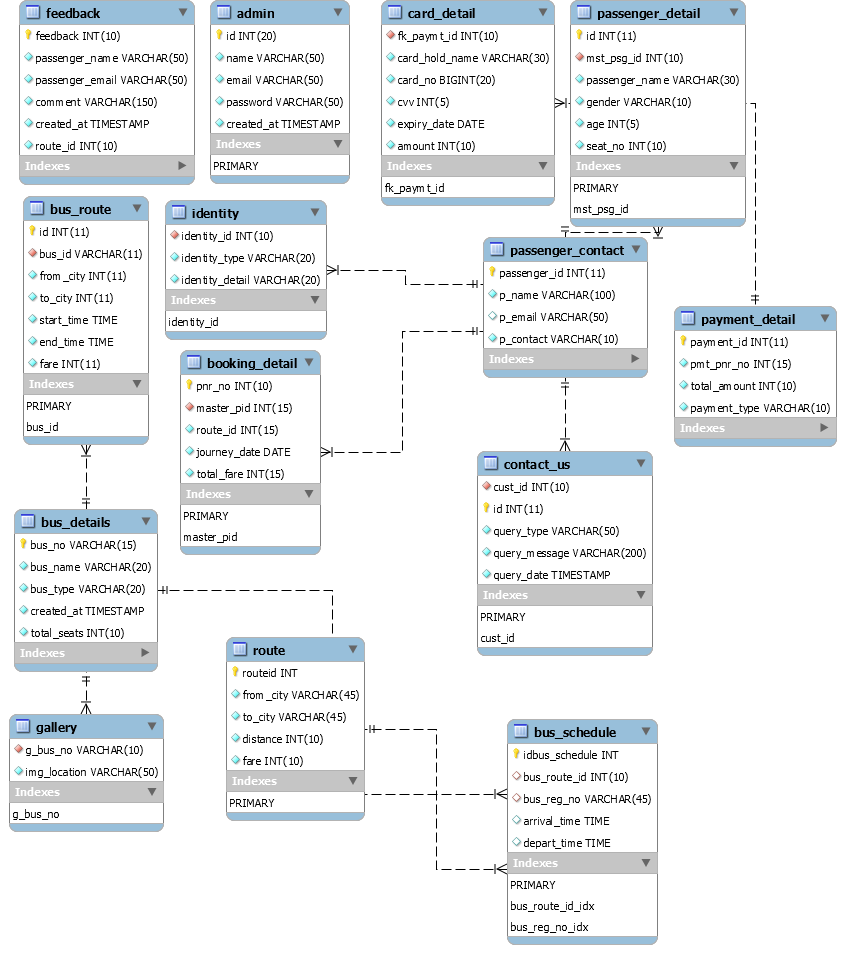 feedback
feedback INT(10)
passenger_name VARCHAR(50)
passenger_email VARCHAR(50)
comment VARCHAR(150)
created_at TIMESTAMP
route_id INT(10)
Indexes
admin
id INT(20)
name VARCHAR(50)
email VARCHAR(50)
password VARCHAR(50)
created_at TIMESTAMP
Indexes
PRIMARY
card_detail
fk_paymt_id INT(10)
card_hold_name VARCHAR(30)
card_no BIGINT(20)
cvv INT(5)
expiry_date DATE
amount INT(10)
Indexes
fk_paymt_id
passenger_detail
id INT(11)
mst_psg_id INT(10)
passenger_name VARCHAR(30)
gender VARCHAR(10)
age INT(5)
seat_no INT(10)
Indexes
PRIMARY
mst_psg_id
bus_route
id INT(11)
bus_id VARCHAR(11)
from_city INT(11)
to_city INT(11)
start_time TIME
end_time TIME
fare INT(11)
Indexes
PRIMARY
bus_id
identity
identity_id INT(10)
identity_type VARCHAR(20)
identity_detail VARCHAR(20)
Indexes
identity_id
passenger_contact
passenger_id INT(11)
p_name VARCHAR(100)
p_email VARCHAR(50)
p_contact VARCHAR(10)
Indexes
payment_detail
payment_id INT(11)
pmt_pnr_no INT(15)
total_amount INT(10)
payment_type VARCHAR(10)
Indexes
booking_detail
pnr_no INT(10)
master_pid INT(15)
route_id INT(15)
journey_date DATE
total_fare INT(15)
Indexes
PRIMARY
master_pid
contact_us
cust_id INT(10)
id INT(11)
query_type VARCHAR(50)
query_message VARCHAR(200)
query_date TIMESTAMP
Indexes
PRIMARY
cust_id
bus_details
bus_no VARCHAR(15)
bus_name VARCHAR(20)
bus_type VARCHAR(20)
created_at TIMESTAMP
total_seats INT(10)
Indexes
route
routeid INT
from_city VARCHAR(45)
to_city VARCHAR(45)
distance INT(10)
fare INT(10)
Indexes
PRIMARY
gallery
g_bus_no VARCHAR(10)
img_location VARCHAR(50)
Indexes
g_bus_no
bus_schedule
idbus_schedule INT
bus_route_id INT(10)
bus_reg_no VARCHAR(45)
arrival_time TIME
depart_time TIME
Indexes
PRIMARY
bus_route_id_idx
bus_reg_no_idx